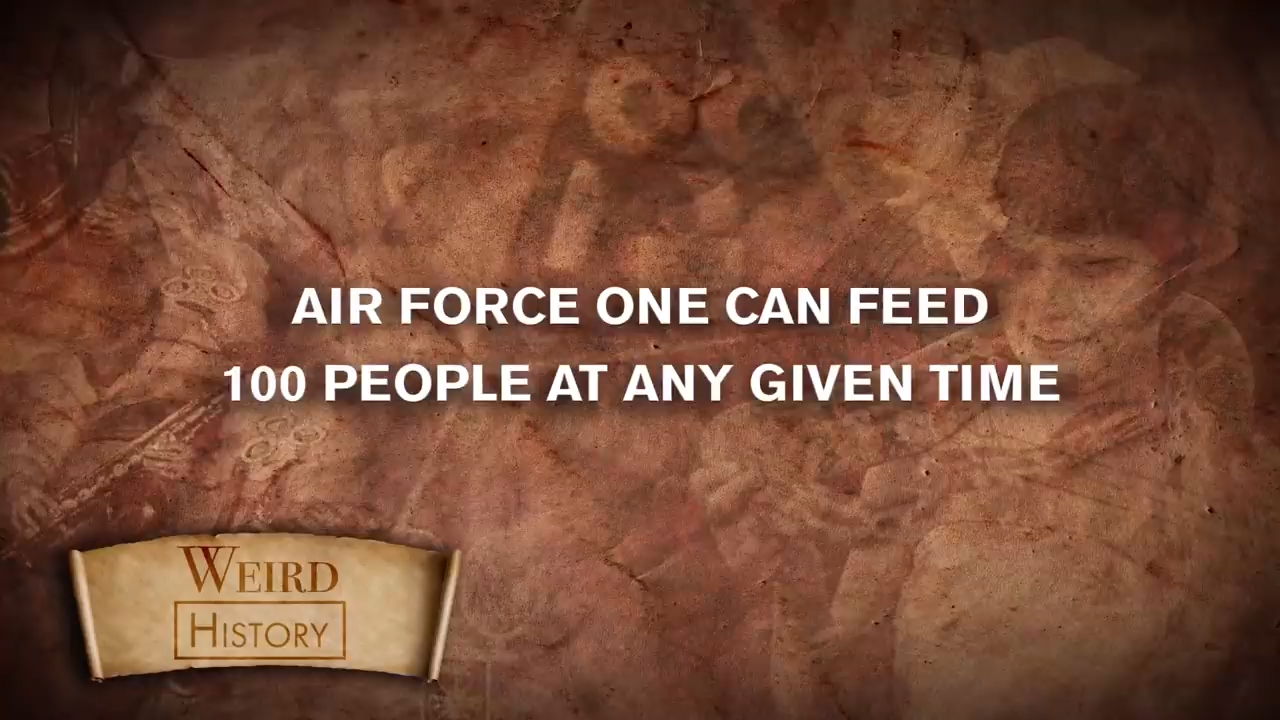 AIR FORCE ONE CAN FEED
100 PEOPLE AT ANY GIVEN TIME
WEIRD
HISTORY